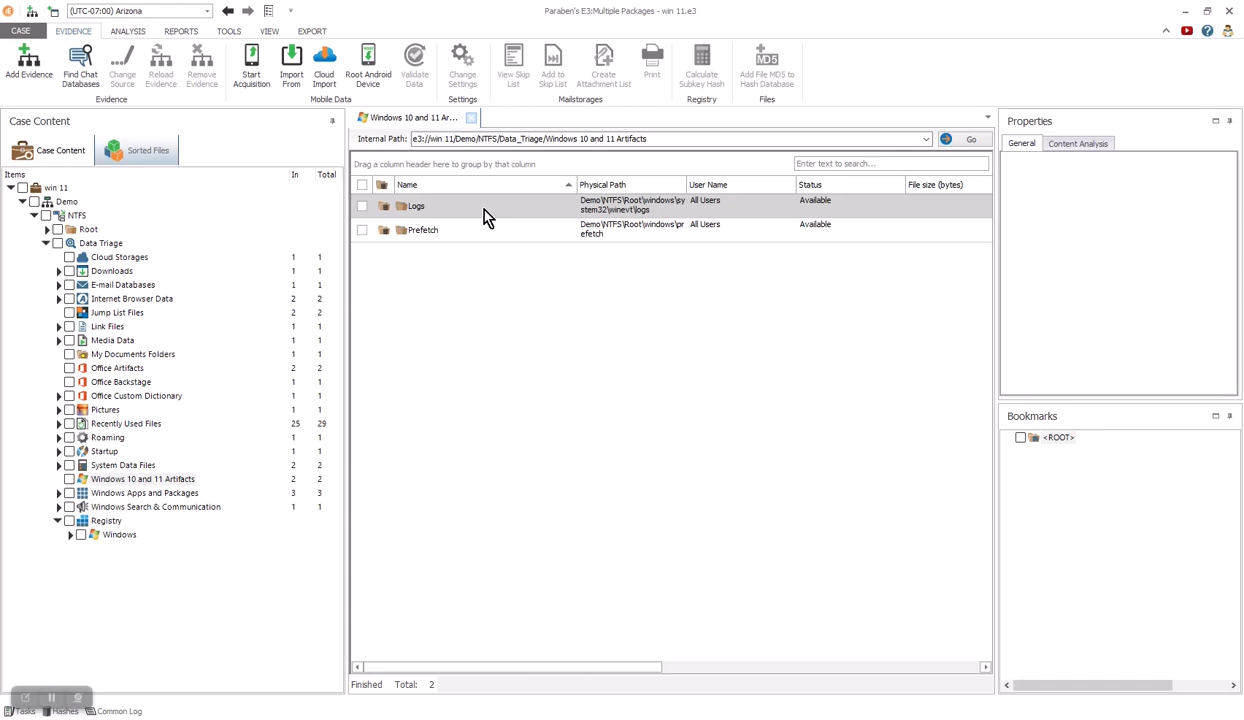 (UTC-07:00) Arizona
Paraben's E3:Multiple Packages - win 11.e3
CASE EVIDENCE ANALYSIS REPORTS TOOLS VIEW EXPORT
Add Evidence
Find Chat Databases
Change Source
Reload Evidence
Remove Evidence
Start Acquisition
Import From
Cloud Import
Root Android Device
Validate Data
Change Settings
View Skip List
Add to Skip List
Create Attachment List
Print
Calculate Subkey Hash
MD5
Add File MD5 to Hash Database
Evidence Mobile Data Settings Mailstorages Registry Files
Case Content
Case Content Sorted Files
Items In Total
win 11
Demo
NTFS
Root
Data Triage
Cloud Storages 1 1
Downloads 1 1
E-mail Databases 1 1
Internet Browser Data 2 2
Jump List Files 2 2
Link Files 1 1
Media Data 1 1
My Documents Folders 1 1
Office Artifacts 2 2
Office Backstage 1 1
Office Custom Dictionary 1 1
Pictures 1 1
Recently Used Files 25 29
Roaming 1 1
Startup 1 1
System Data Files 2 2
Windows 10 and 11 Artifacts 2 2
Windows Apps and Packages 3 3
Windows Search & Communication 1 1
Registry
Windows
Windows 10 and 11 Ar...
Internal Path: e3://win 11/Demo/NTFS/Data_Triage/Windows 10 and 11 Artifacts Go
Drag a column header here to group by that column Enter text to search...
Name Physical Path User Name Status File size (bytes)
Logs Demo\NTFS\Root\windows\sy All Users Available
stem32\winevt\logs
Prefetch Demo\NTFS\Root\windows\pr All Users Available
efetch
Finished Total: 2
Properties
General Content Analysis
Bookmarks
<ROOT>
Tasks Hashes Common Log